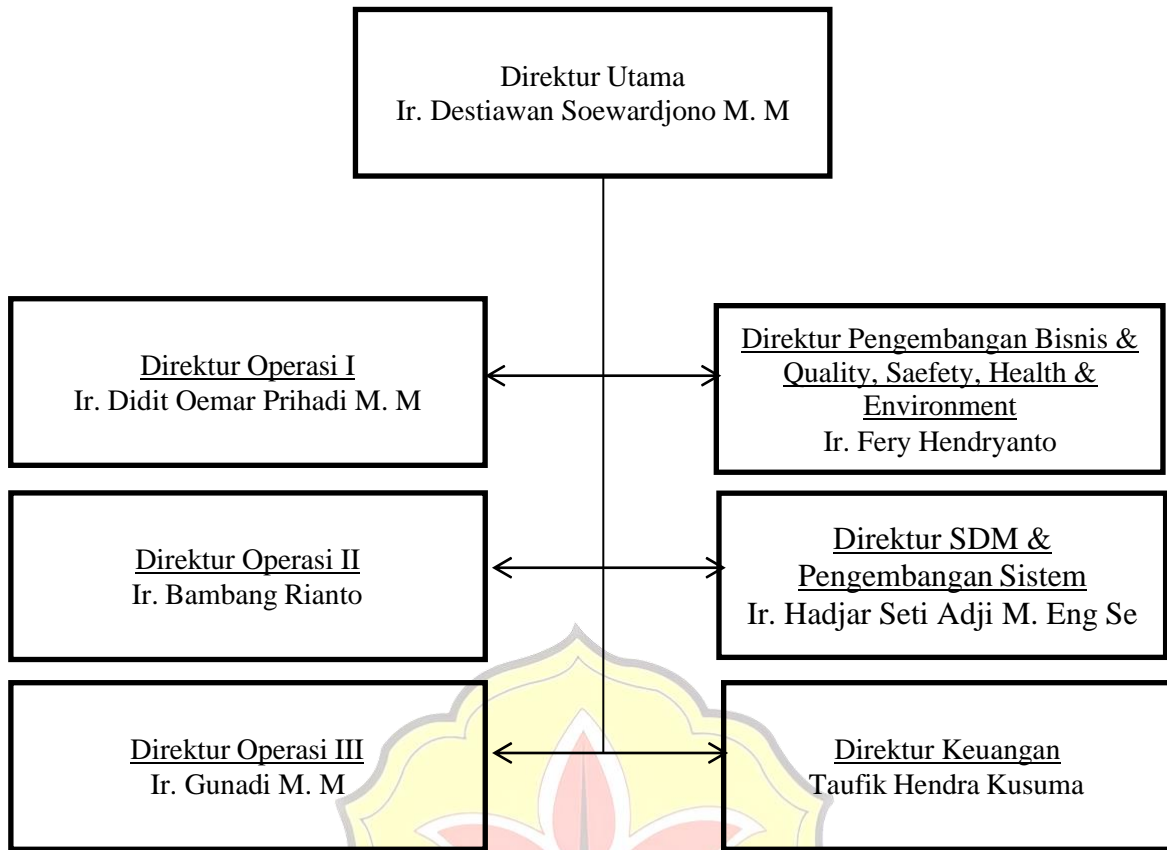 Direktur Utama
Ir. Destiawan Soewardjono M. M
Direktur Operasi I
Ir. Didit Oemar Prihadi M. M
Direktur Pengembangan Bisnis &
Quality, Saefety, Health &
Environment
Ir. Fery Hendryanto
Direktur Operasi II
Ir. Bambang Rianto
Direktur SDM &
Pengembangan Sistem
Ir. Hadjar Seti Adji M. Eng Se
Direktur Operasi III
Ir. Gunadi M. M
Direktur Keuangan
Taufik Hendra Kusuma